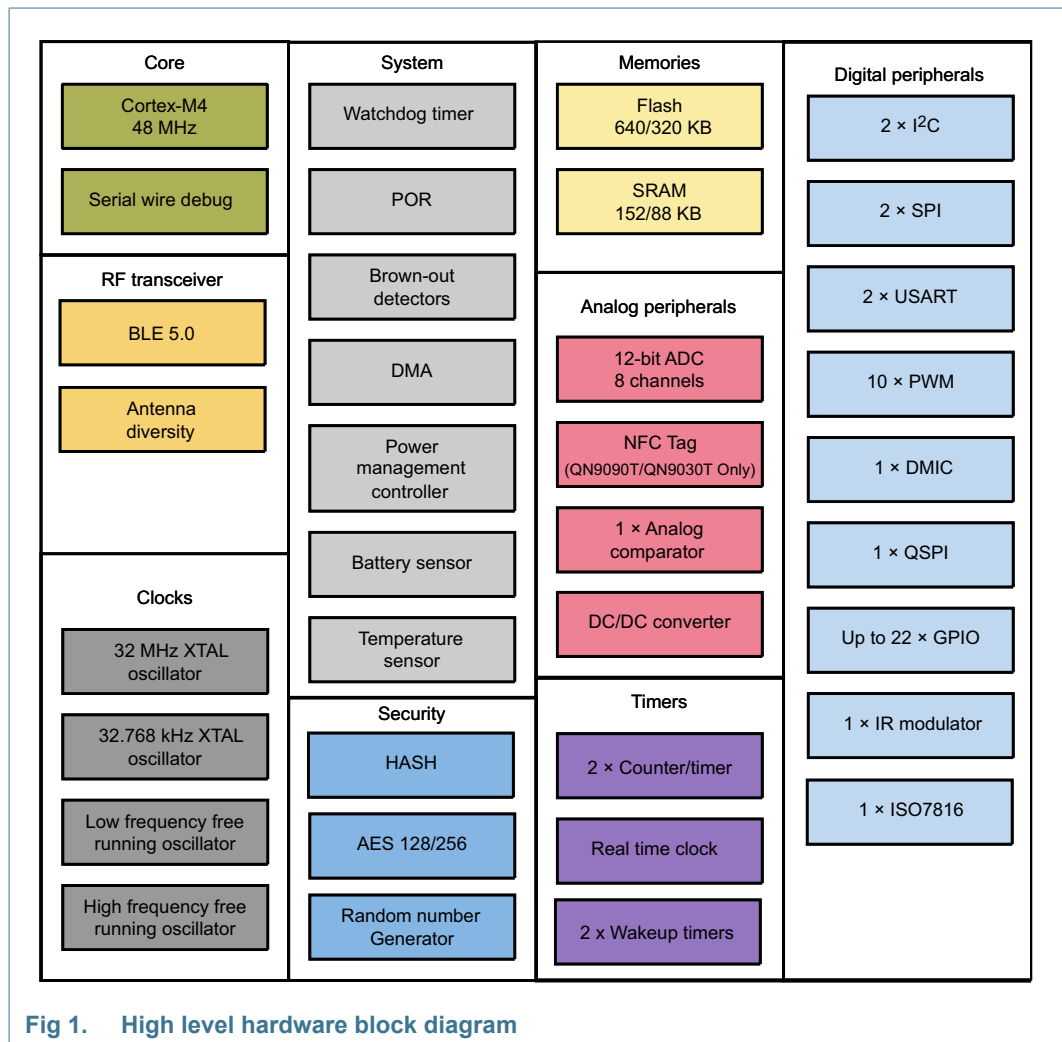 Core
Cortex-M4
48 MHz
Serial wire debug
RF transceiver
BLE 5.0
Antenna
diversity
Clocks
32 MHz XTAL
oscillator
32.768 kHz XTAL
oscillator
Low frequency free
running oscillator
High frequency free
running oscillator
System
Watchdog timer
POR
Brown-out
detectors
DMA
Power
management
controller
Battery sensor
Temperature
sensor
Security
HASH
AES 128/256
Random number
Generator
Memories
Flash
640/320 KB
SRAM
152/88 KB
Analog peripherals
12-bit ADC
8 channels
NFC Tag
(QN9090T/QN9030T Only)
1 × Analog
comparator
DC/DC converter
Timers
2 × Counter/timer
Real time clock
2 x Wakeup timers
Digital peripherals
2 × I²C
2 × SPI
2 × USART
10 × PWM
1 × DMIC
1 × QSPI
Up to 22 × GPIO
1 × IR modulator
1 × ISO7816
Fig 1. High level hardware block diagram